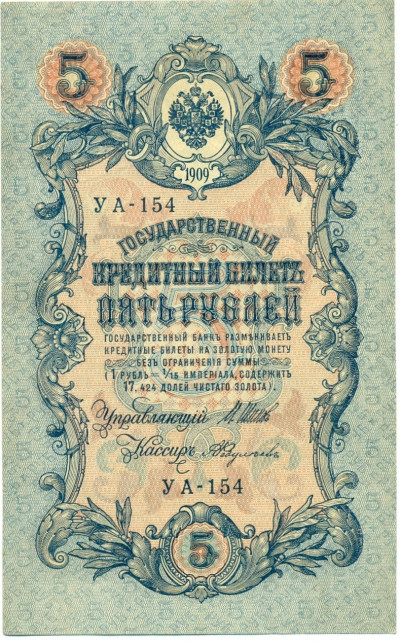 5 5
1909
УА-154
ГОСУДАРСТВЕННЫЙ
КРЕДИТНЫЙ БИЛЕТЪ
ПЯТЬ РУБЛЕЙ
ГОСУДАРСТВЕННЫЙ БАНКЪ РАЗМѢНИВАЕТЪ
КРЕДИТНЫЕ БИЛЕТЫ НА ЗОЛОТУЮ МОНЕТУ
БЕЗЪ ОГРАНИЧЕНІЯ СУММЫ
(1 РУБЛЬ = 1/15 ИМПЕРІАЛА, СОДЕРЖИТЪ
17,424 ДОЛЕЙ ЧИСТАГО ЗОЛОТА).
Управляющій
Кассиръ
УА-154
5